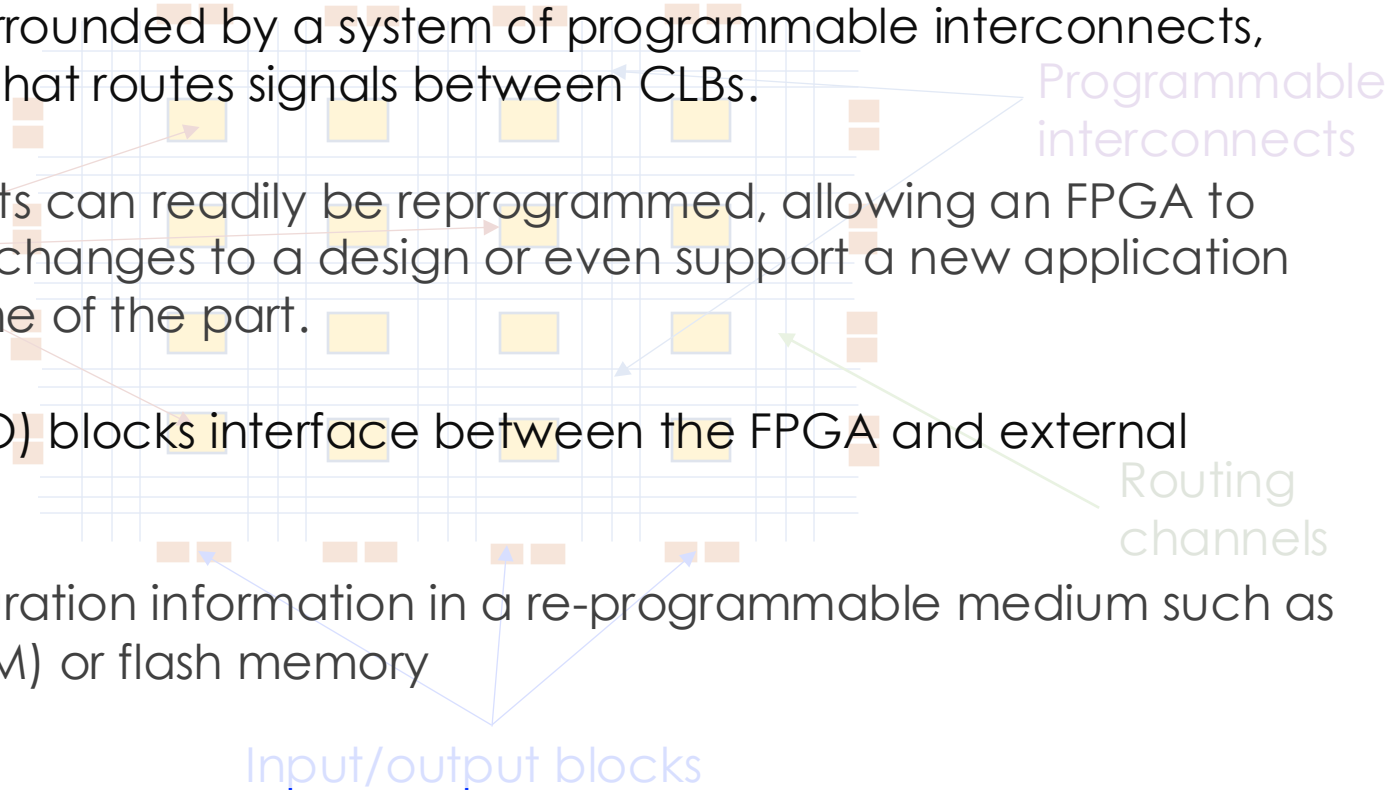 rrounded by a system of programmable interconnects,
hat routes signals between CLBs.
Programmable
interconnects
ts can readily be reprogrammed, allowing an FPGA to
changes to a design or even support a new application
me of the part.
O) blocks interface between the FPGA and external
Routing
channels
ration information in a re-programmable medium such as
M) or flash memory
Input/output blocks